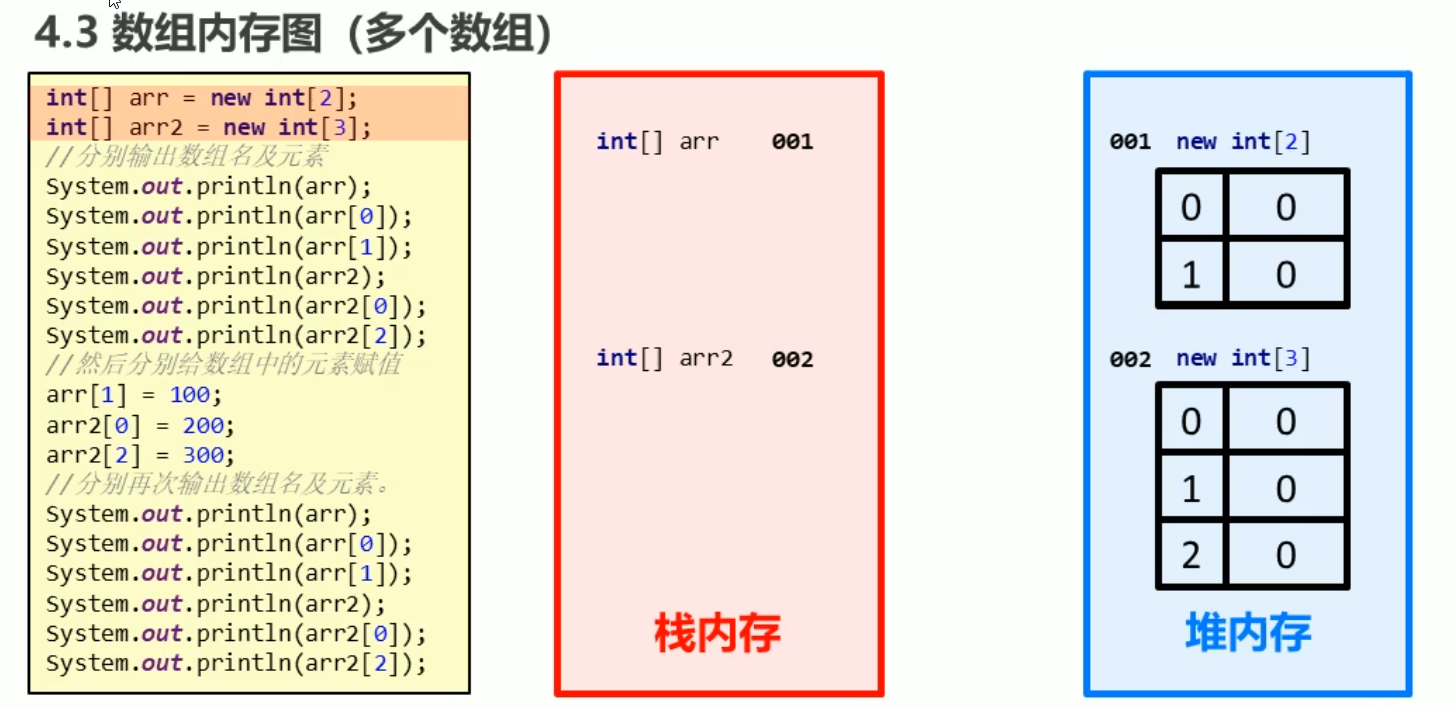 4.3 数组内存图（多个数组）
int[] arr = new int[2];
int[] arr2 = new int[3];
//分别输出数组名及元素
System.out.println(arr);
System.out.println(arr[0]);
System.out.println(arr[1]);
System.out.println(arr2);
System.out.println(arr2[0]);
System.out.println(arr2[2]);
//然后分别给数组中的元素赋值
arr[1] = 100;
arr2[0] = 200;
arr2[2] = 300;
//分别再次输出数组名及元素。
System.out.println(arr);
System.out.println(arr[0]);
System.out.println(arr[1]);
System.out.println(arr2);
System.out.println(arr2[0]);
System.out.println(arr2[2]);
int[] arr 001
int[] arr2 002
栈内存
001 new int[2]
0 0
1 0
002 new int[3]
0 0
1 0
2 0
堆内存